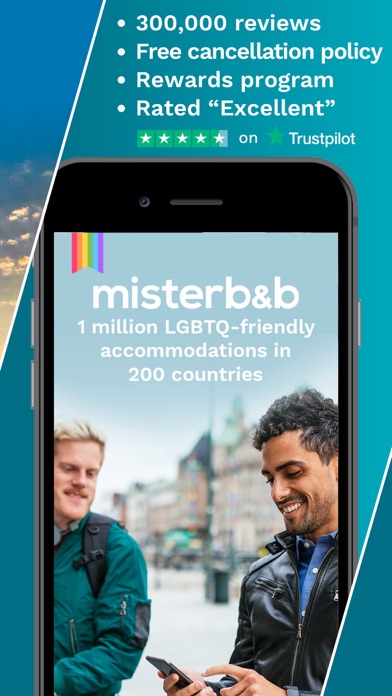 • 300,000 reviews
• Free cancellation policy
• Rewards program
• Rated “Excellent”
on Trustpilot
misterb&b
1 million LGBTQ-friendly
accommodations in
200 countries